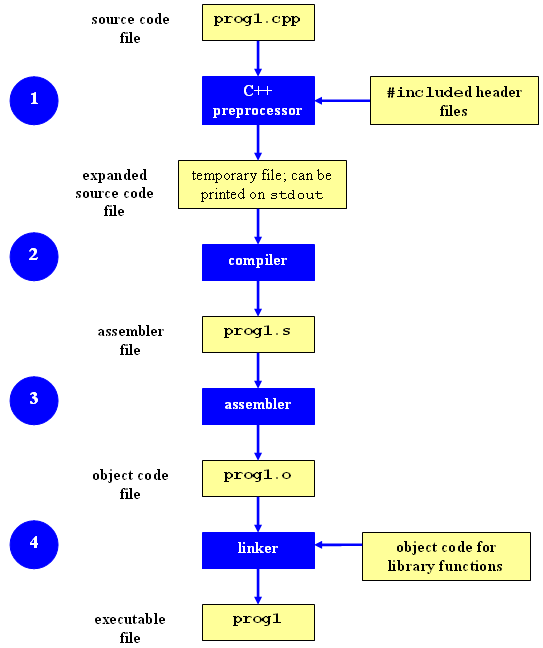 source code
file
prog1.cpp
1
C++
preprocessor
#included header
files
expanded
source code
file
temporary file; can be
printed on stdout
2
compiler
assembler
file
prog1.s
3
assembler
object code
file
prog1.o
4
linker
object code for
library functions
executable
file
prog1